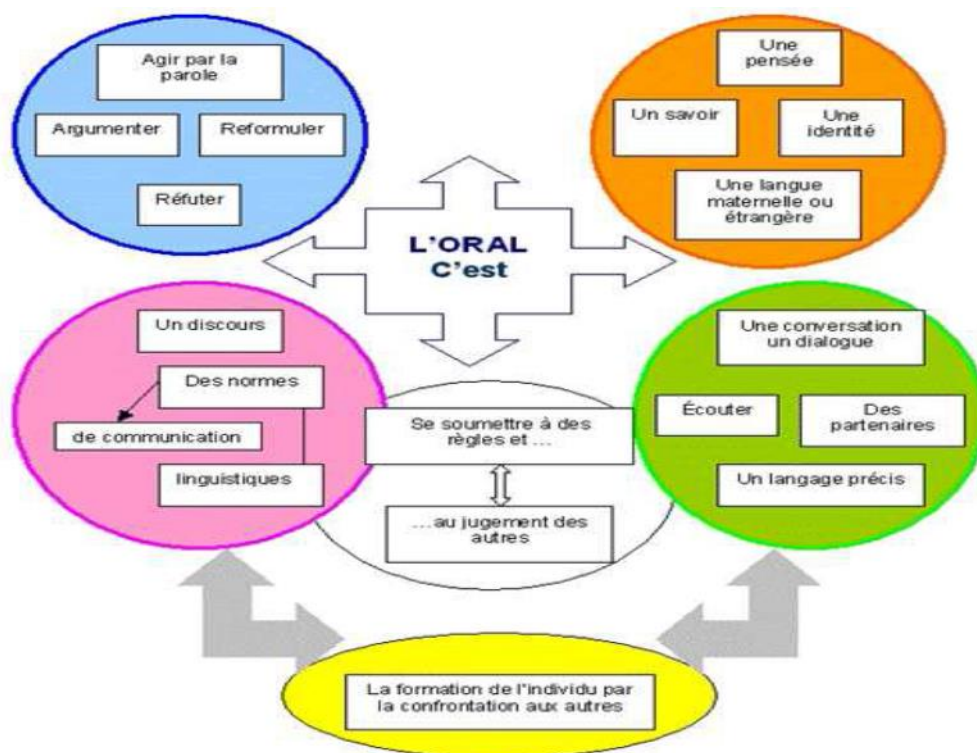 Agir par la
parole
Argumenter
Reformuler
Réfuter
Une
pensée
Un savoir
Une
identité
Une langue
maternelle ou
étrangère
L'ORAL
C'est
Un discours
Des normes
de communication
linguistiques
Se soumettre à des
règles et ...
...au jugement des
autres
Une conversation
un dialogue
Écouter
Des
partenaires
Un langage précis
La formation de l'individu par
la confrontation aux autres